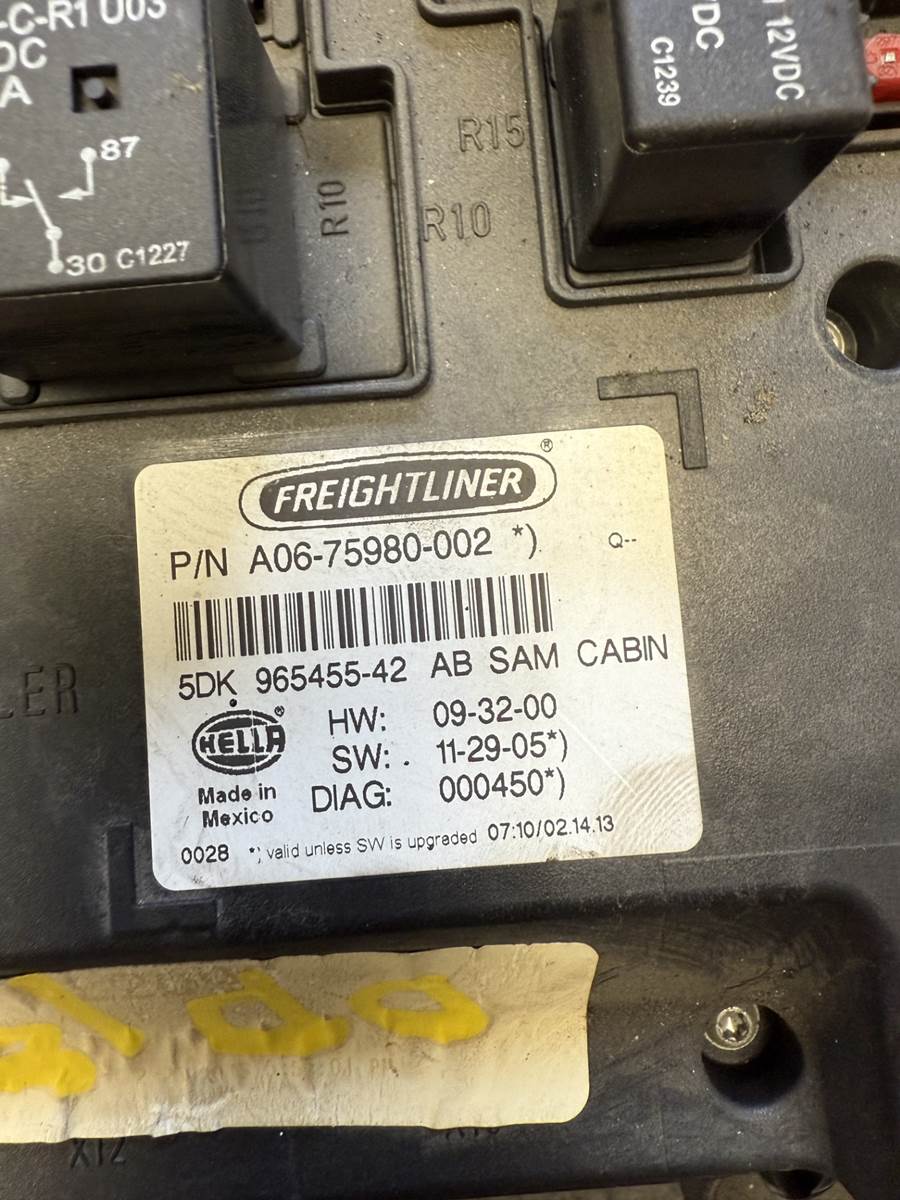 -C-R1 U03
DC
A
87
30 C1227
VDC
C1239
12VDC
R15
R10
R10
FREIGHTLINER®
P/N A06-75980-002 *)
Q--
5DK 965455-42 AB SAM CABIN
HELLA®
HW: 09-32-00
SW: . 11-29-05*)
DIAG: 000450*)
Made in
Mexico
0028 *) valid unless SW is upgraded 07:10/02.14.13
LER
X12